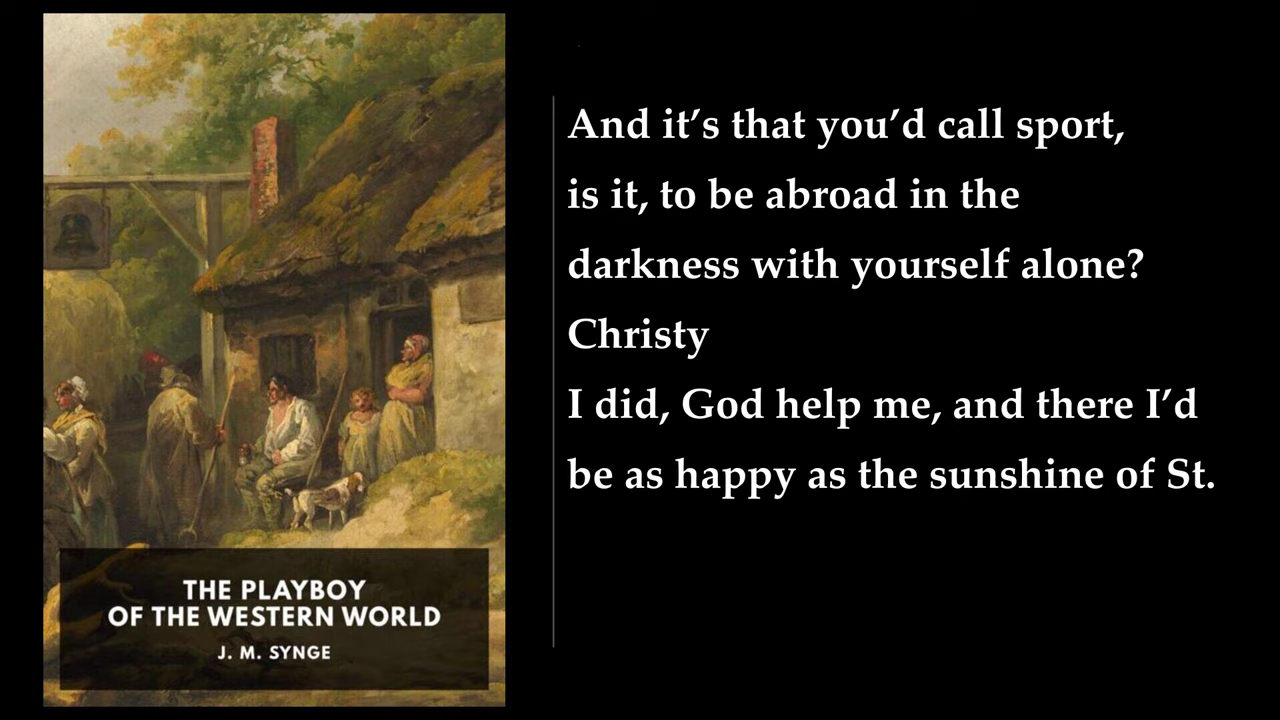 And it’s that you’d call sport,
is it, to be abroad in the
darkness with yourself alone?
Christy
I did, God help me, and there I’d
be as happy as the sunshine of St.
THE PLAYBOY
OF THE WESTERN WORLD
J. M. SYNGE